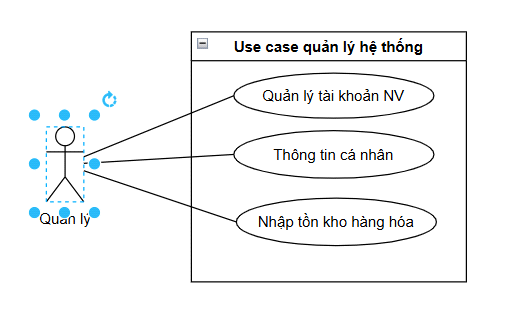 Use case quản lý hệ thống
Quản lý tài khoản NV
Thông tin cá nhân
Quản lý
Nhập tồn kho hàng hóa